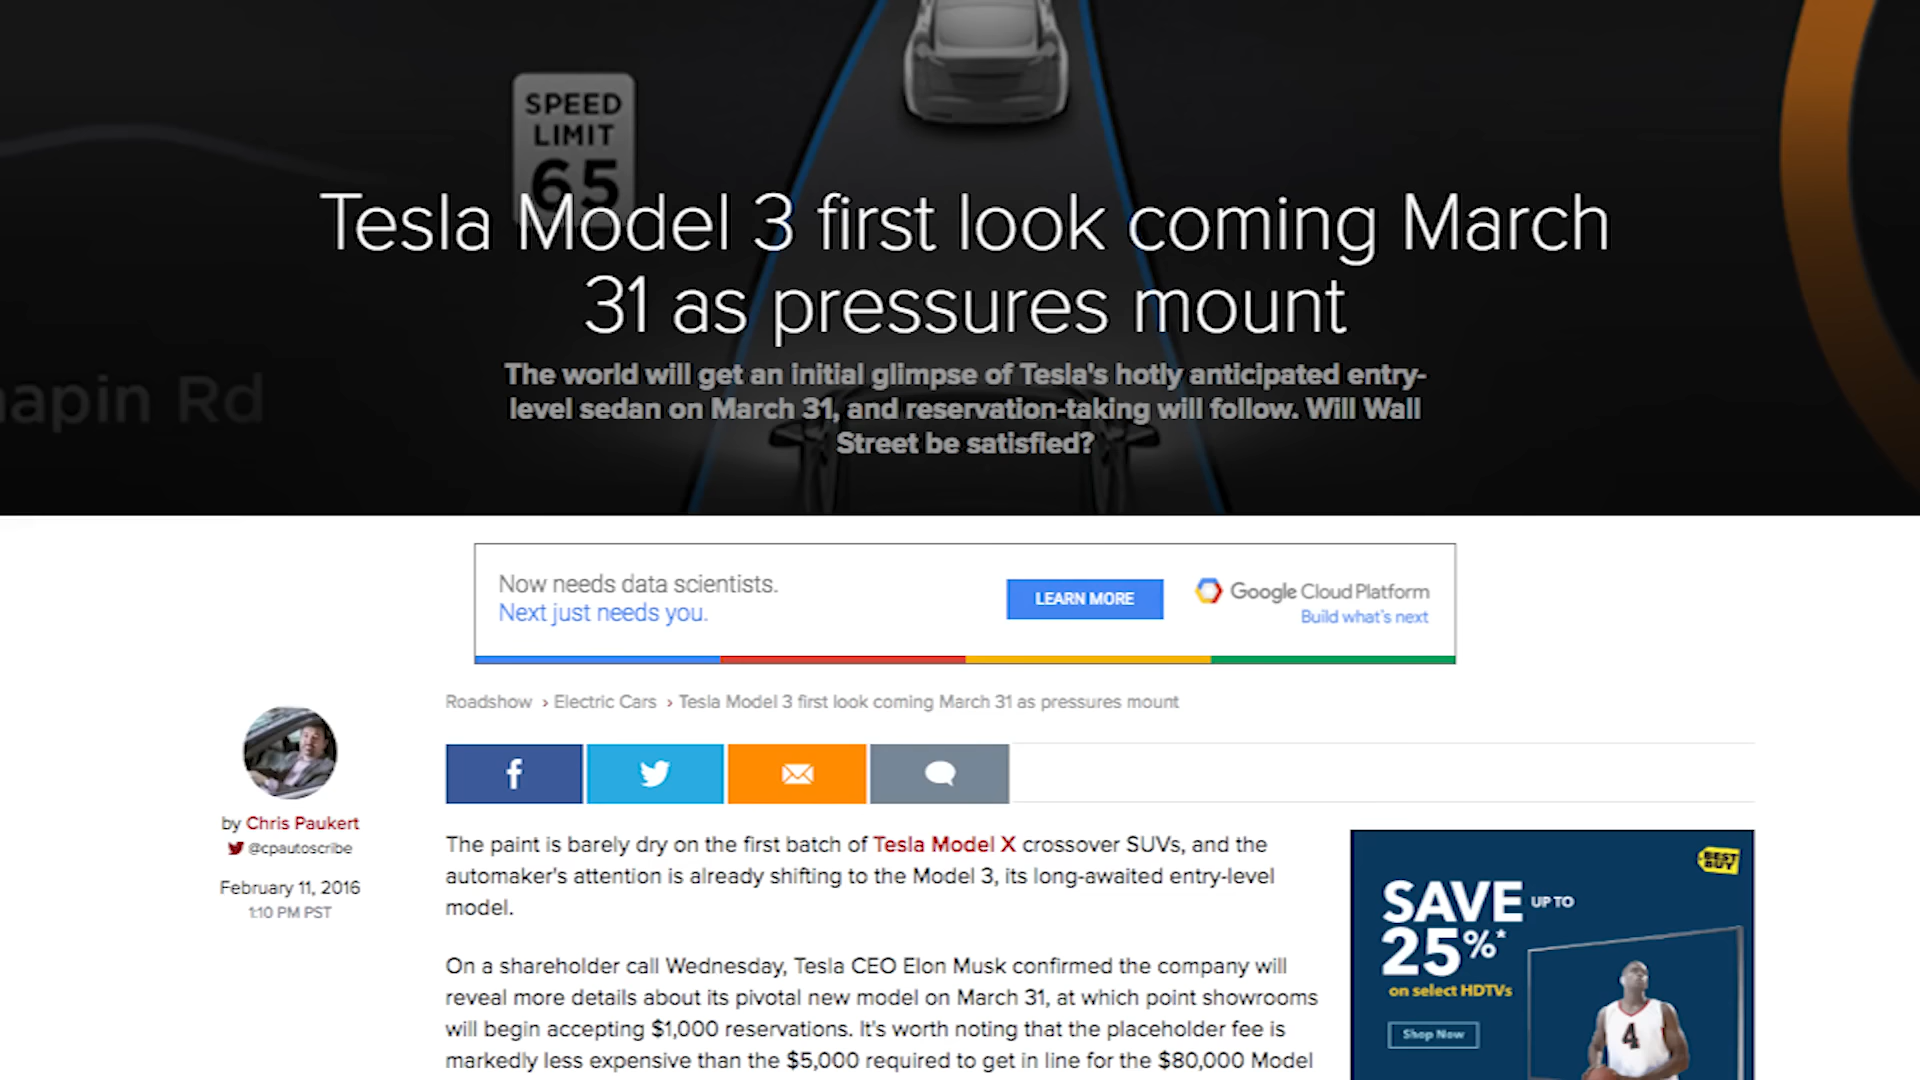 SPEED
LIMIT
65
Tesla Model 3 first look coming March
31 as pressures mount
The world will get an initial glimpse of Tesla's hotly anticipated entry-
level sedan on March 31, and reservation-taking will follow. Will Wall
Street be satisfied?
apin Rd
Now needs data scientists.
Next just needs you.
LEARN MORE
Google Cloud Platform
Build what's next
Roadshow › Electric Cars › Tesla Model 3 first look coming March 31 as pressures mount
by Chris Paukert
@cpautoscribe
February 11, 2016
1:10 PM PST
The paint is barely dry on the first batch of Tesla Model X crossover SUVs, and the
automaker's attention is already shifting to the Model 3, its long-awaited entry-level
model.
On a shareholder call Wednesday, Tesla CEO Elon Musk confirmed the company will
reveal more details about its pivotal new model on March 31, at which point showrooms
will begin accepting $1,000 reservations. It's worth noting that the placeholder fee is
markedly less expensive than the $5,000 required to get in line for the $80,000 Model
BEST
BUY
SAVE UP TO
25%*
on select HDTVs
Shop Now
4